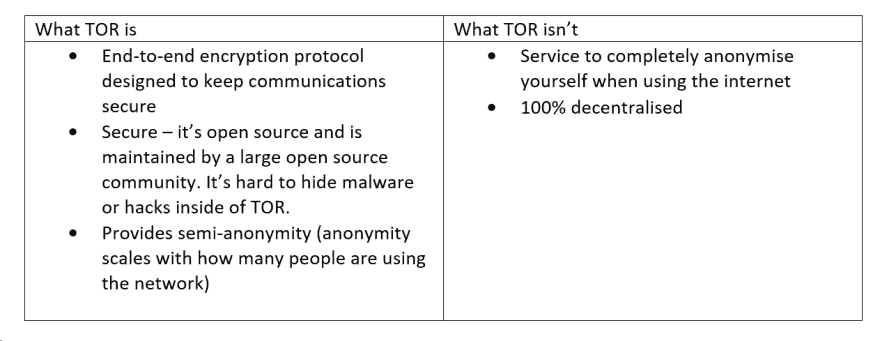 What TOR is
• End-to-end encryption protocol
designed to keep communications
secure
• Secure – it’s open source and is
maintained by a large open source
community. It’s hard to hide malware
or hacks inside of TOR.
• Provides semi-anonymity (anonymity
scales with how many people are using
the network)
What TOR isn’t
• Service to completely anonymise
yourself when using the internet
• 100% decentralised